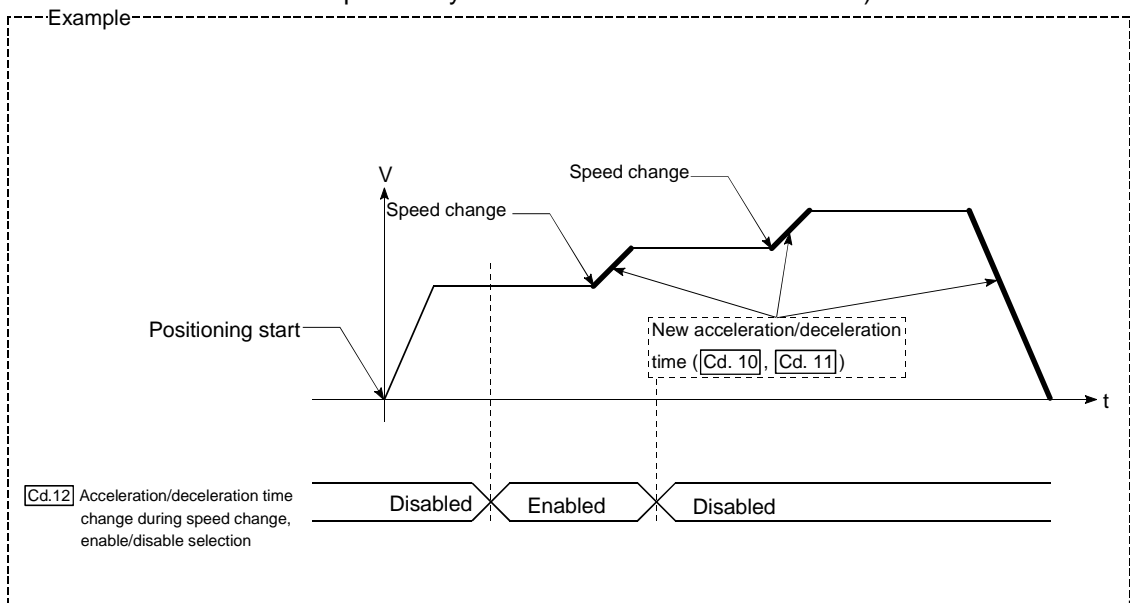 Example
V
Speed change
Speed change
Positioning start
New acceleration/deceleration
time (Cd. 10, Cd. 11)
t
Cd.12 Acceleration/deceleration time
change during speed change,
enable/disable selection
Disabled
Enabled
Disabled